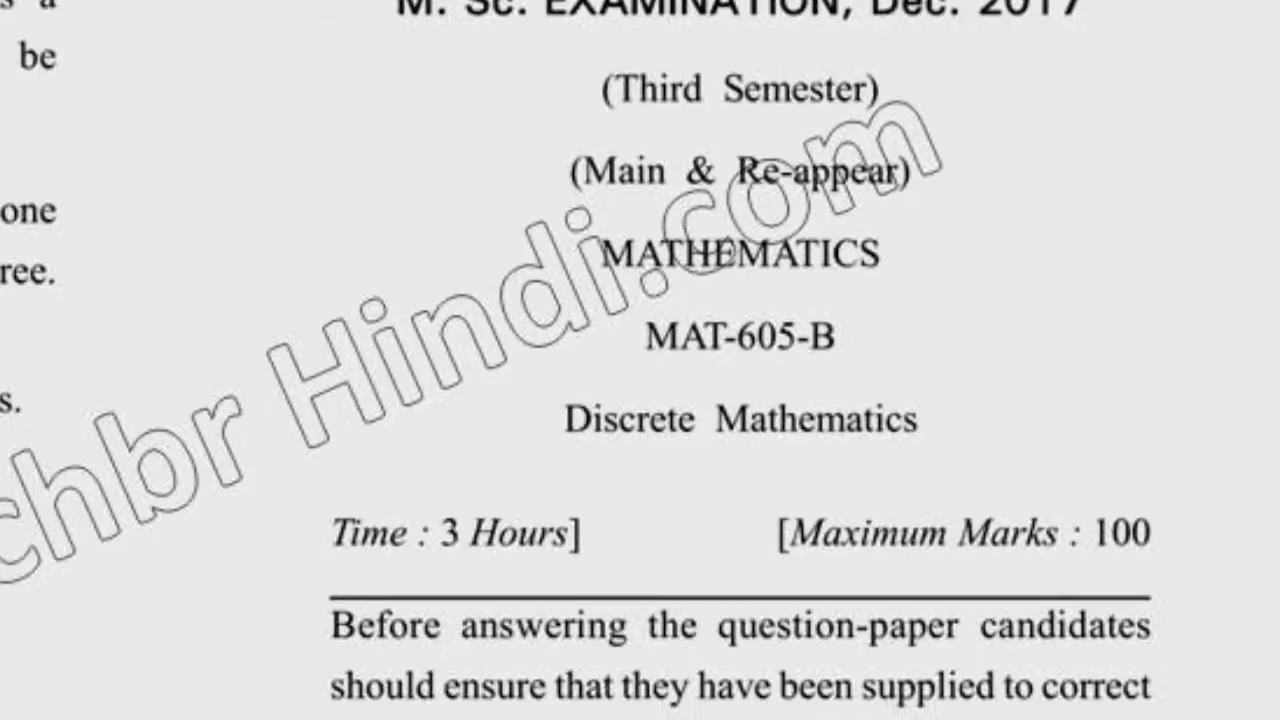 s a
be
one
ree.
s.
M. Sc. EXAMINATION, Dec. 2017
(Third Semester)
(Main & Re-appear)
MATHEMATICS
MAT-605-B
Discrete Mathematics
Time : 3 Hours] [Maximum Marks : 100
Before answering the question-paper candidates
should ensure that they have been supplied to correct
chbr Hindi.com